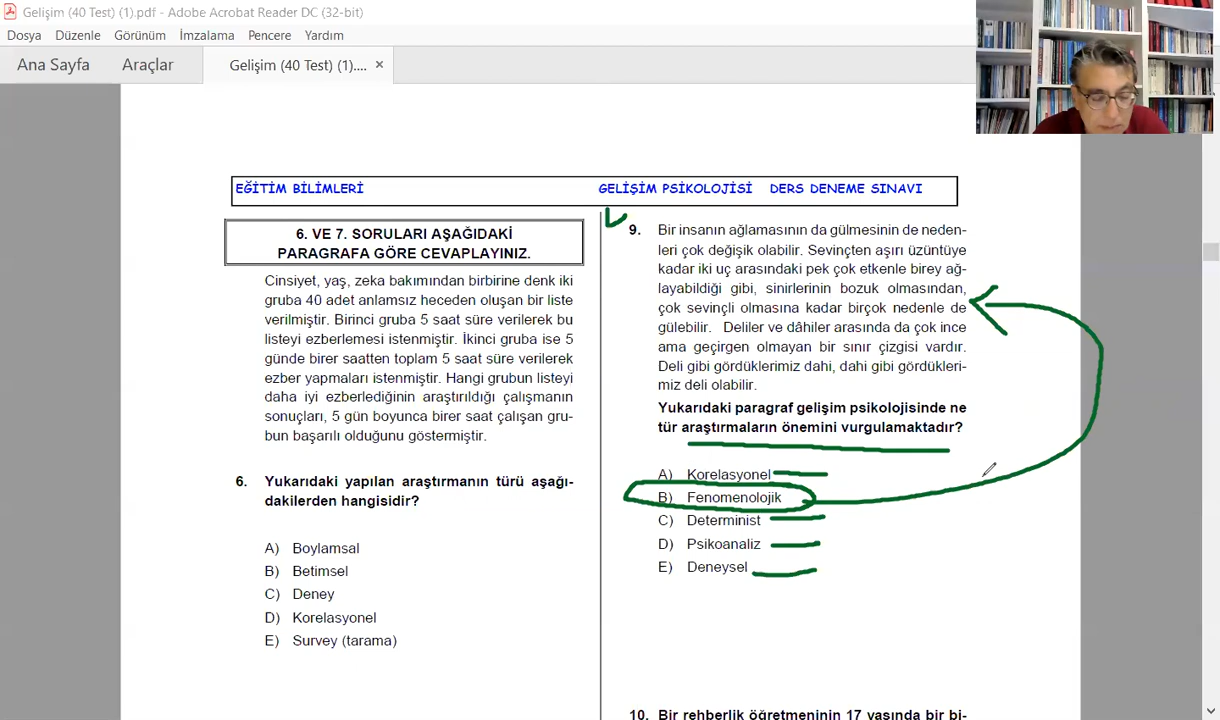 Gelişim (40 Test) (1).pdf - Adobe Acrobat Reader DC (32-bit)
Dosya Düzenle Görünüm İmzalama Pencere Yardım
Ana Sayfa Araçlar Gelişim (40 Test) (1).... ×
EĞİTİM BİLİMLERİ GELİŞİM PSİKOLOJİSİ DERS DENEME SINAVI
6. VE 7. SORULARI AŞAĞIDAKİ
PARAGRAFA GÖRE CEVAPLAYINIZ.
Cinsiyet, yaş, zeka bakımından birbirine denk iki
gruba 40 adet anlamsız heceden oluşan bir liste
verilmiştir. Birinci gruba 5 saat süre verilerek bu
listeyi ezberlemesi istenmiştir. İkinci gruba ise 5
günde birer saatten toplam 5 saat süre verilerek
ezber yapmaları istenmiştir. Hangi grubun listeyi
daha iyi ezberlediğinin araştırıldığı çalışmanın
sonuçları, 5 gün boyunca birer saat çalışan gru-
bun başarılı olduğunu göstermiştir.
6. Yukarıdaki yapılan araştırmanın türü aşağı-
dakilerden hangisidir?
A) Boylamsal
B) Betimsel
C) Deney
D) Korelasyonel
E) Survey (tarama)
9. Bir insanın ağlamasının da gülmesinin de neden-
leri çok değişik olabilir. Sevinçten aşırı üzüntüye
kadar iki uç arasındaki pek çok etkenle birey ağ-
layabildiği gibi, sinirlerinin bozuk olmasından,
çok sevinçli olmasına kadar birçok nedenle de
gülebilir. Deliler ve dâhiler arasında da çok ince
ama geçirgen olmayan bir sınır çizgisi vardır.
Deli gibi gördüklerimiz dahi, dahi gibi gördükleri-
miz deli olabilir.
Yukarıdaki paragraf gelişim psikolojisinde ne
tür araştırmaların önemini vurgulamaktadır?
A) Korelasyonel
B) Fenomenolojik
C) Determinist
D) Psikoanaliz
E) Deneysel
10. Bir rehberlik öğretmeninin 17 yaşında bir bi-